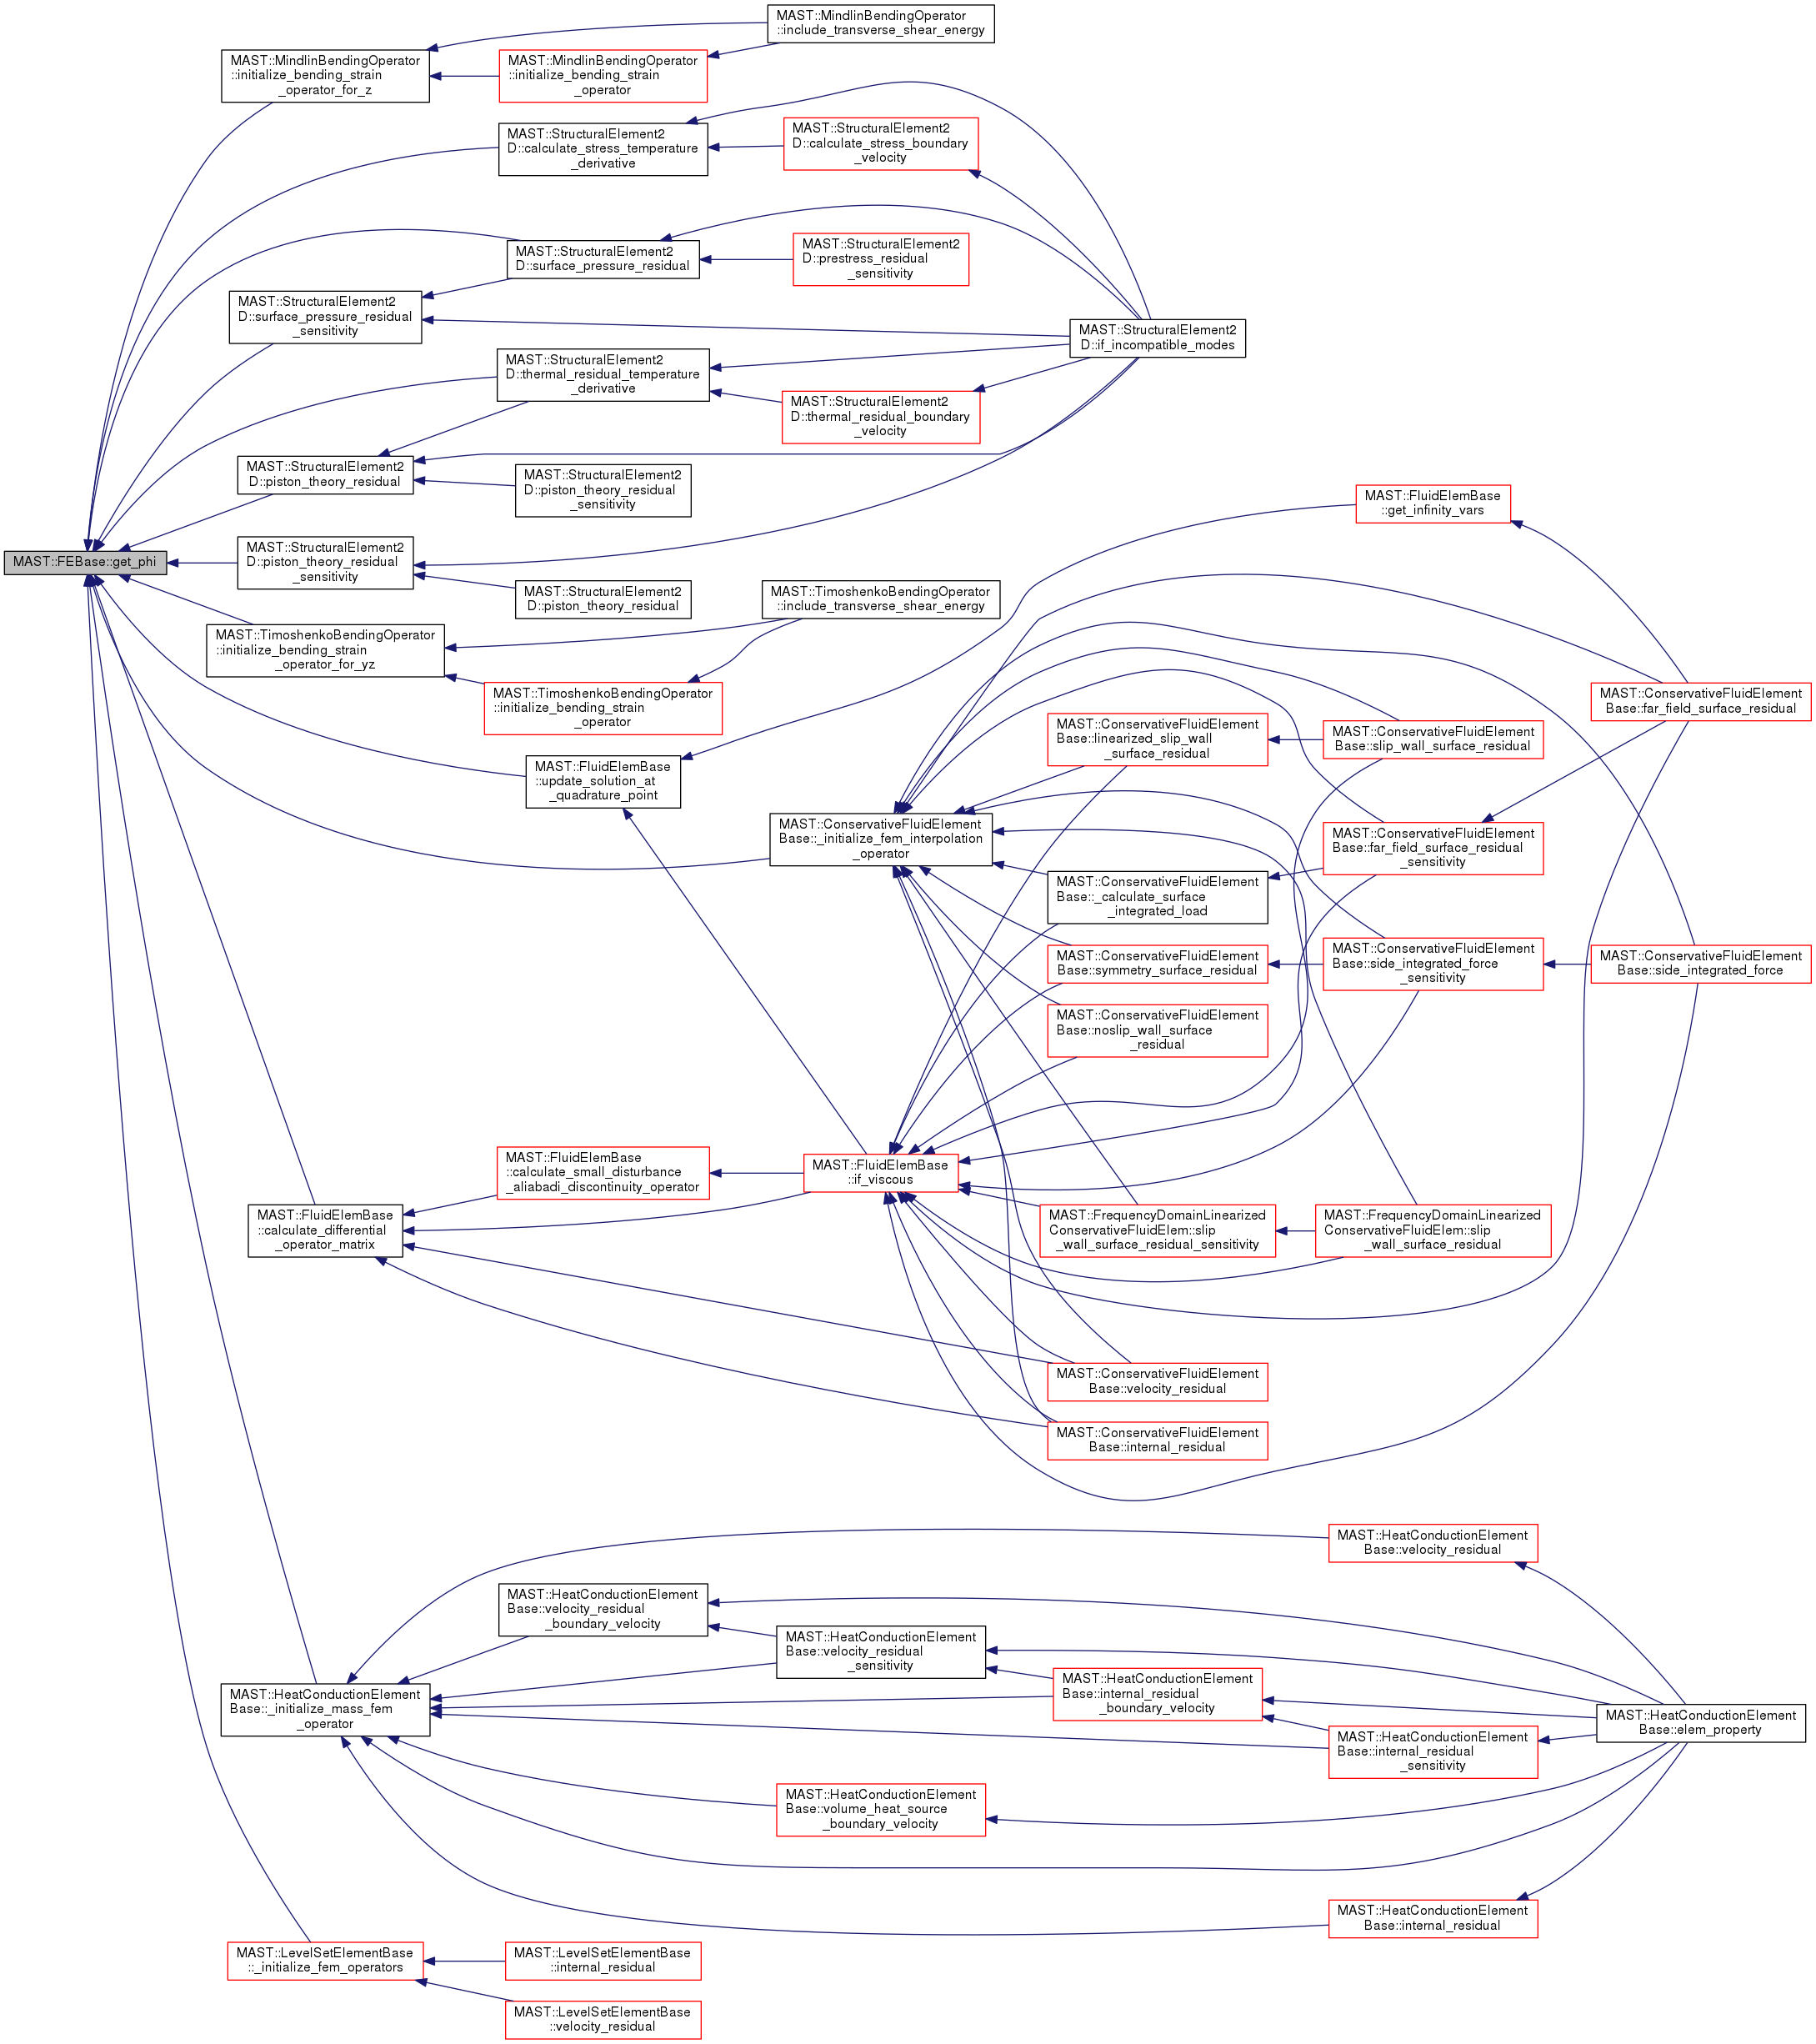 MAST::FEBase::get_phi
MAST::MindlinBendingOperator
::initialize_bending_strain
_operator_for_z
MAST::MindlinBendingOperator
::include_transverse_shear_energy
MAST::MindlinBendingOperator
::initialize_bending_strain
_operator
MAST::StructuralElement2
D::calculate_stress_temperature
_derivative
MAST::StructuralElement2
D::calculate_stress_boundary
_velocity
MAST::StructuralElement2
D::surface_pressure_residual
MAST::StructuralElement2
D::prestress_residual
_sensitivity
MAST::StructuralElement2
D::surface_pressure_residual
_sensitivity
MAST::StructuralElement2
D::if_incompatible_modes
MAST::StructuralElement2
D::thermal_residual_temperature
_derivative
MAST::StructuralElement2
D::thermal_residual_boundary
_velocity
MAST::StructuralElement2
D::piston_theory_residual
MAST::StructuralElement2
D::piston_theory_residual
_sensitivity
MAST::StructuralElement2
D::piston_theory_residual
_sensitivity
MAST::StructuralElement2
D::piston_theory_residual
MAST::TimoshenkoBendingOperator
::initialize_bending_strain
_operator_for_yz
MAST::TimoshenkoBendingOperator
::include_transverse_shear_energy
MAST::TimoshenkoBendingOperator
::initialize_bending_strain
_operator
MAST::FluidElemBase
::get_infinity_vars
MAST::FluidElemBase
::update_solution_at
_quadrature_point
MAST::ConservativeFluidElement
Base::_initialize_fem_interpolation
_operator
MAST::ConservativeFluidElement
Base::linearized_slip_wall
_surface_residual
MAST::ConservativeFluidElement
Base::slip_wall_surface_residual
MAST::ConservativeFluidElement
Base::far_field_surface_residual
MAST::ConservativeFluidElement
Base::far_field_surface_residual
_sensitivity
MAST::ConservativeFluidElement
Base::_calculate_surface
_integrated_load
MAST::ConservativeFluidElement
Base::symmetry_surface_residual
MAST::ConservativeFluidElement
Base::side_integrated_force
_sensitivity
MAST::ConservativeFluidElement
Base::side_integrated_force
MAST::ConservativeFluidElement
Base::noslip_wall_surface
_residual
MAST::FluidElemBase
::calculate_small_disturbance
_aliabadi_discontinuity_operator
MAST::FluidElemBase
::if_viscous
MAST::FluidElemBase
::calculate_differential
_operator_matrix
MAST::FrequencyDomainLinearized
ConservativeFluidElem::slip
_wall_surface_residual_sensitivity
MAST::FrequencyDomainLinearized
ConservativeFluidElem::slip
_wall_surface_residual
MAST::ConservativeFluidElement
Base::velocity_residual
MAST::ConservativeFluidElement
Base::internal_residual
MAST::HeatConductionElement
Base::_initialize_mass_fem
_operator
MAST::HeatConductionElement
Base::velocity_residual
MAST::HeatConductionElement
Base::velocity_residual
_boundary_velocity
MAST::HeatConductionElement
Base::velocity_residual
_sensitivity
MAST::HeatConductionElement
Base::internal_residual
_boundary_velocity
MAST::HeatConductionElement
Base::internal_residual
_sensitivity
MAST::HeatConductionElement
Base::elem_property
MAST::HeatConductionElement
Base::volume_heat_source
_boundary_velocity
MAST::HeatConductionElement
Base::internal_residual
MAST::LevelSetElementBase
::_initialize_fem_operators
MAST::LevelSetElementBase
::internal_residual
MAST::LevelSetElementBase
::velocity_residual